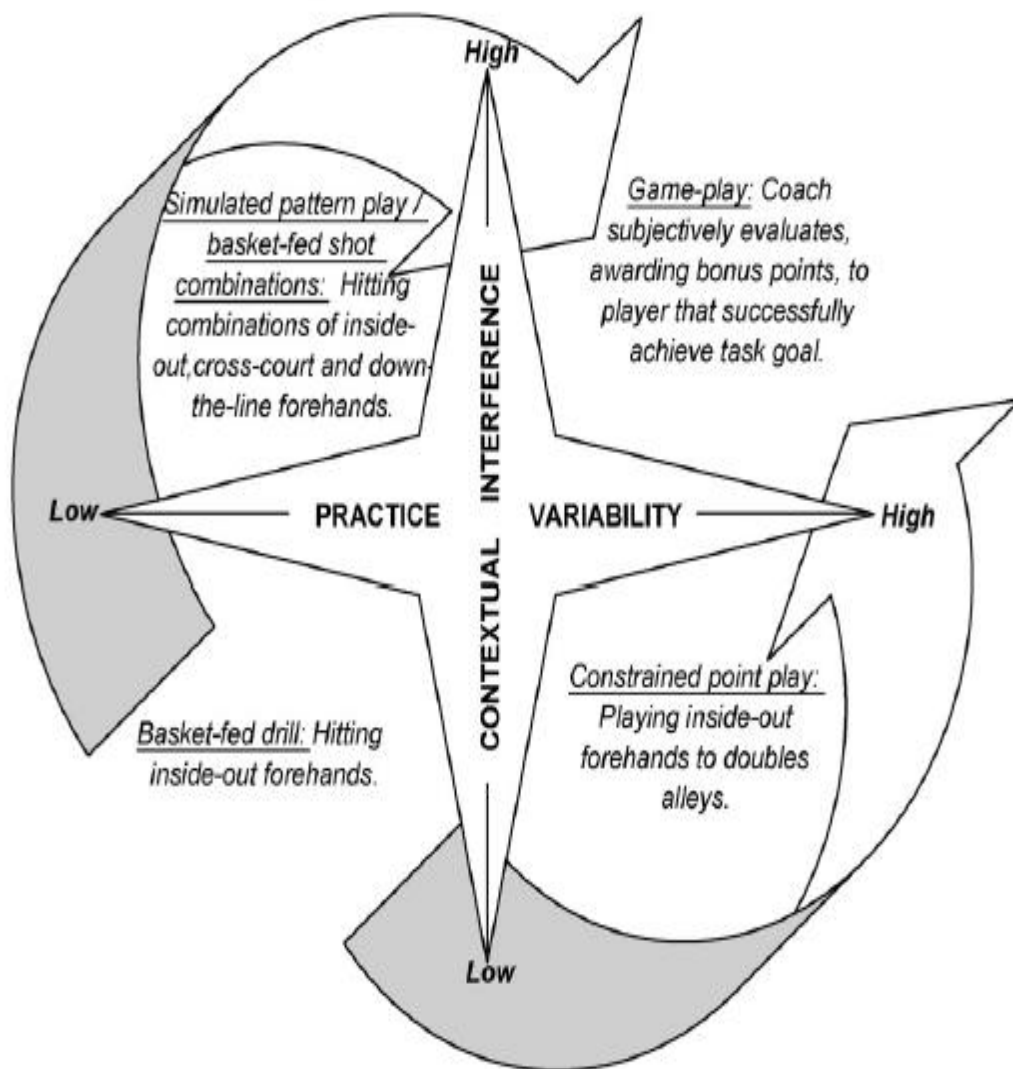 High
Simulated pattern play /
basket-fed shot
combinations: Hitting
combinations of inside-
out,cross-court and down-
the-line forehands.
Game-play: Coach
subjectively evaluates,
awarding bonus points, to
player that successfully
achieve task goal.
Low
PRACTICE VARIABILITY
High
CONTEXTUAL INTERFERENCE
Basket-fed drill: Hitting
inside-out forehands.
Constrained point play:
Playing inside-out
forehands to doubles
alleys.
Low